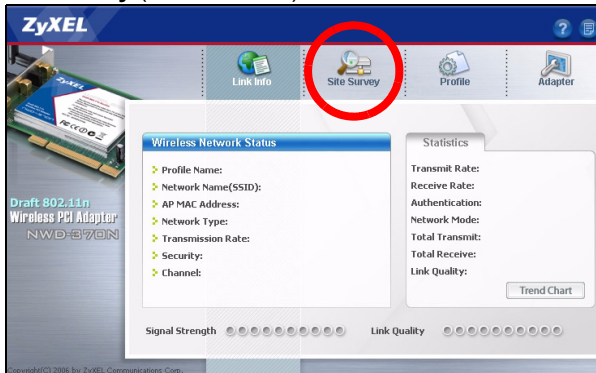 ZyXEL
Link Info
Site Survey
Profile
Adapter
ZyXEL
Draft 802.11n
Wireless PCI Adapter
NWD-370N
Wireless Network Status
Profile Name:
Network Name(SSID):
AP MAC Address:
Network Type:
Transmission Rate:
Security:
Channel:
Statistics
Transmit Rate:
Receive Rate:
Authentication:
Network Mode:
Total Transmit:
Total Receive:
Link Quality:
Trend Chart
Signal Strength
Link Quality
Copyright(C) 2006 by ZyXEL Communications Corp.